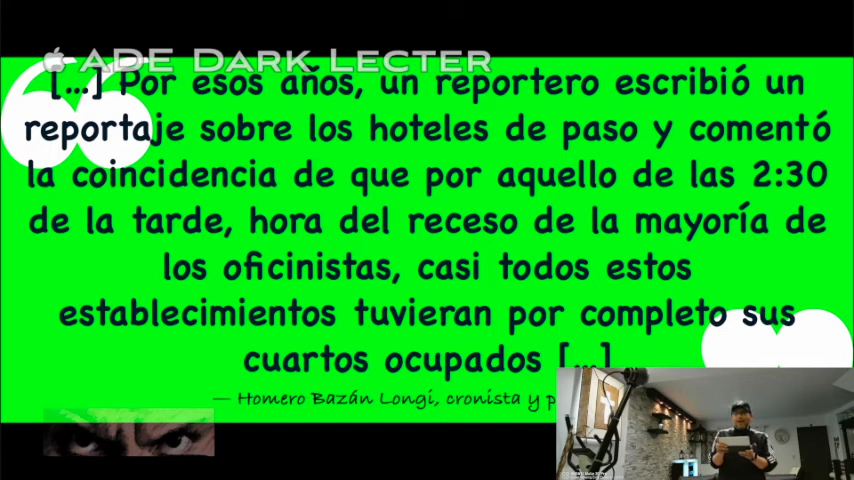 ADE DARK LECTER
[...] Por esos años, un reportero escribió un
reportaje sobre los hoteles de paso y comentó
la coincidencia de que por aquello de las 2:30
de la tarde, hora del receso de la mayoría de
los oficinistas, casi todos estos
establecimientos tuvieran por completo sus
cuartos ocupados [...]
— Homero Bazán Longi, cronista y p